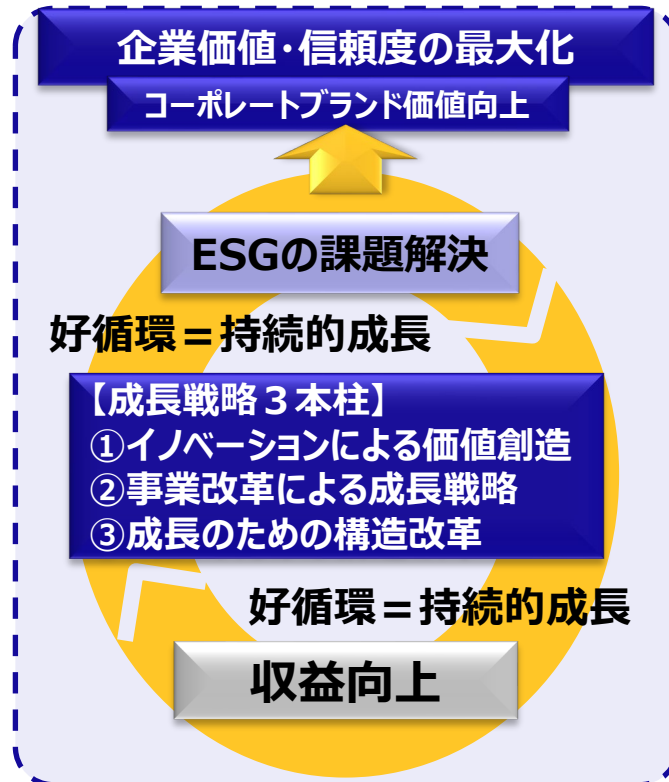 企業価値・信頼度の最大化
コーポレートブランド価値向上
ESGの課題解決
好循環＝持続的成長
【成長戦略３本柱】
①イノベーションによる価値創造
②事業改革による成長戦略
③成長のための構造改革
好循環＝持続的成長
収益向上